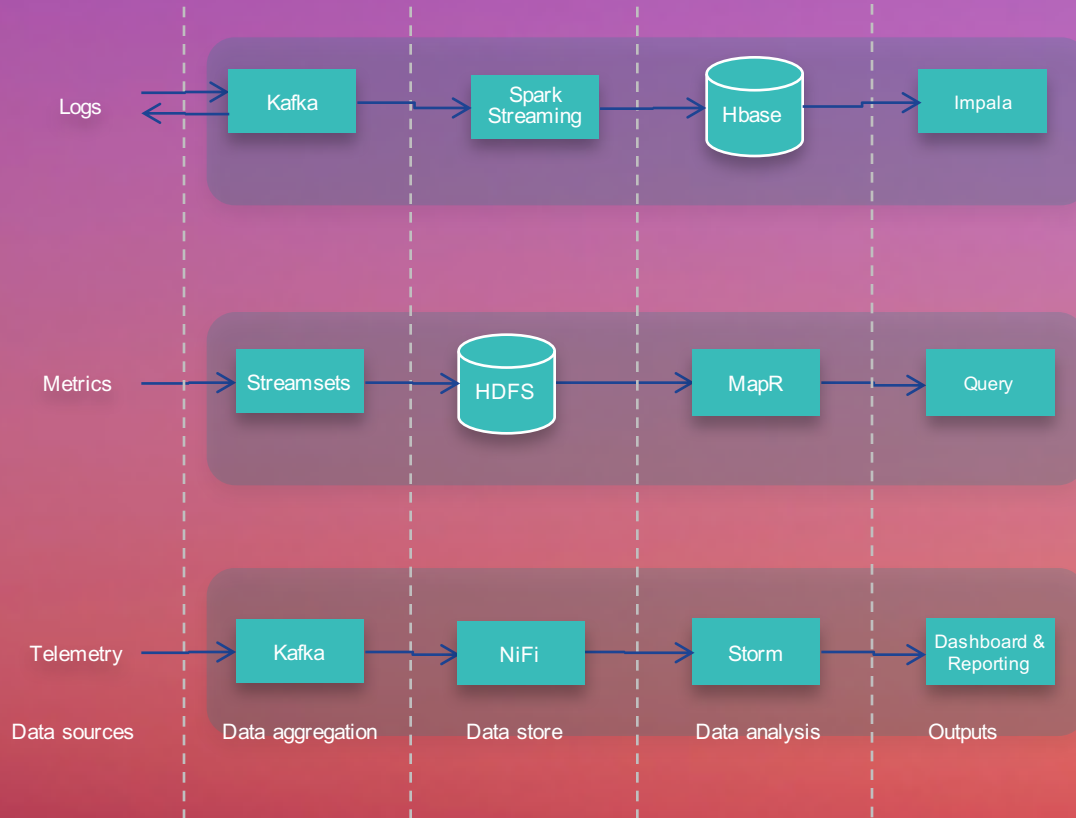 Logs
Kafka
Spark
Streaming
Hbase
Impala
Metrics
Streamsets
HDFS
MapR
Query
Telemetry
Kafka
NiFi
Storm
Dashboard &
Reporting
Data sources
Data aggregation
Data store
Data analysis
Outputs